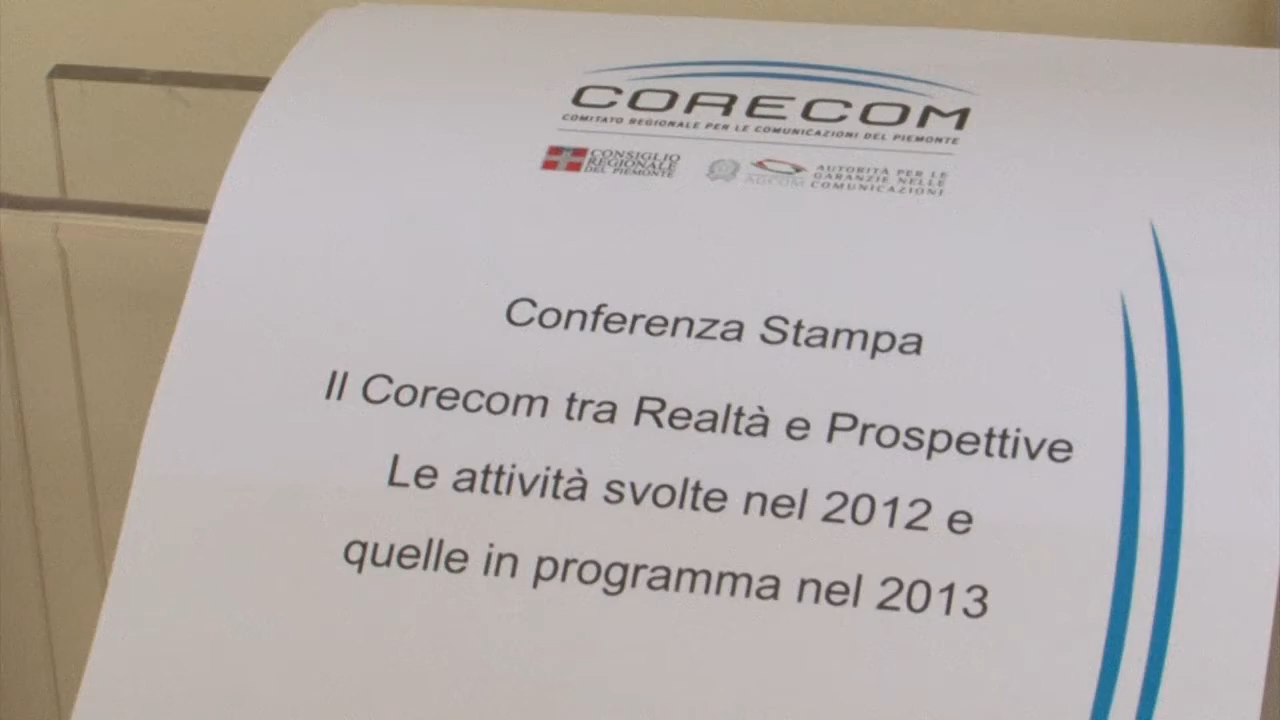 CORECOM
COMITATO REGIONALE PER LE COMUNICAZIONI DEL PIEMONTE
CONSIGLIO
REGIONALE
DEL PIEMONTE
AGCOM
AUTORITÀ PER LE
GARANZIE NELLE
COMUNICAZIONI
Conferenza Stampa
Il Corecom tra Realtà e Prospettive
Le attività svolte nel 2012 e
quelle in programma nel 2013